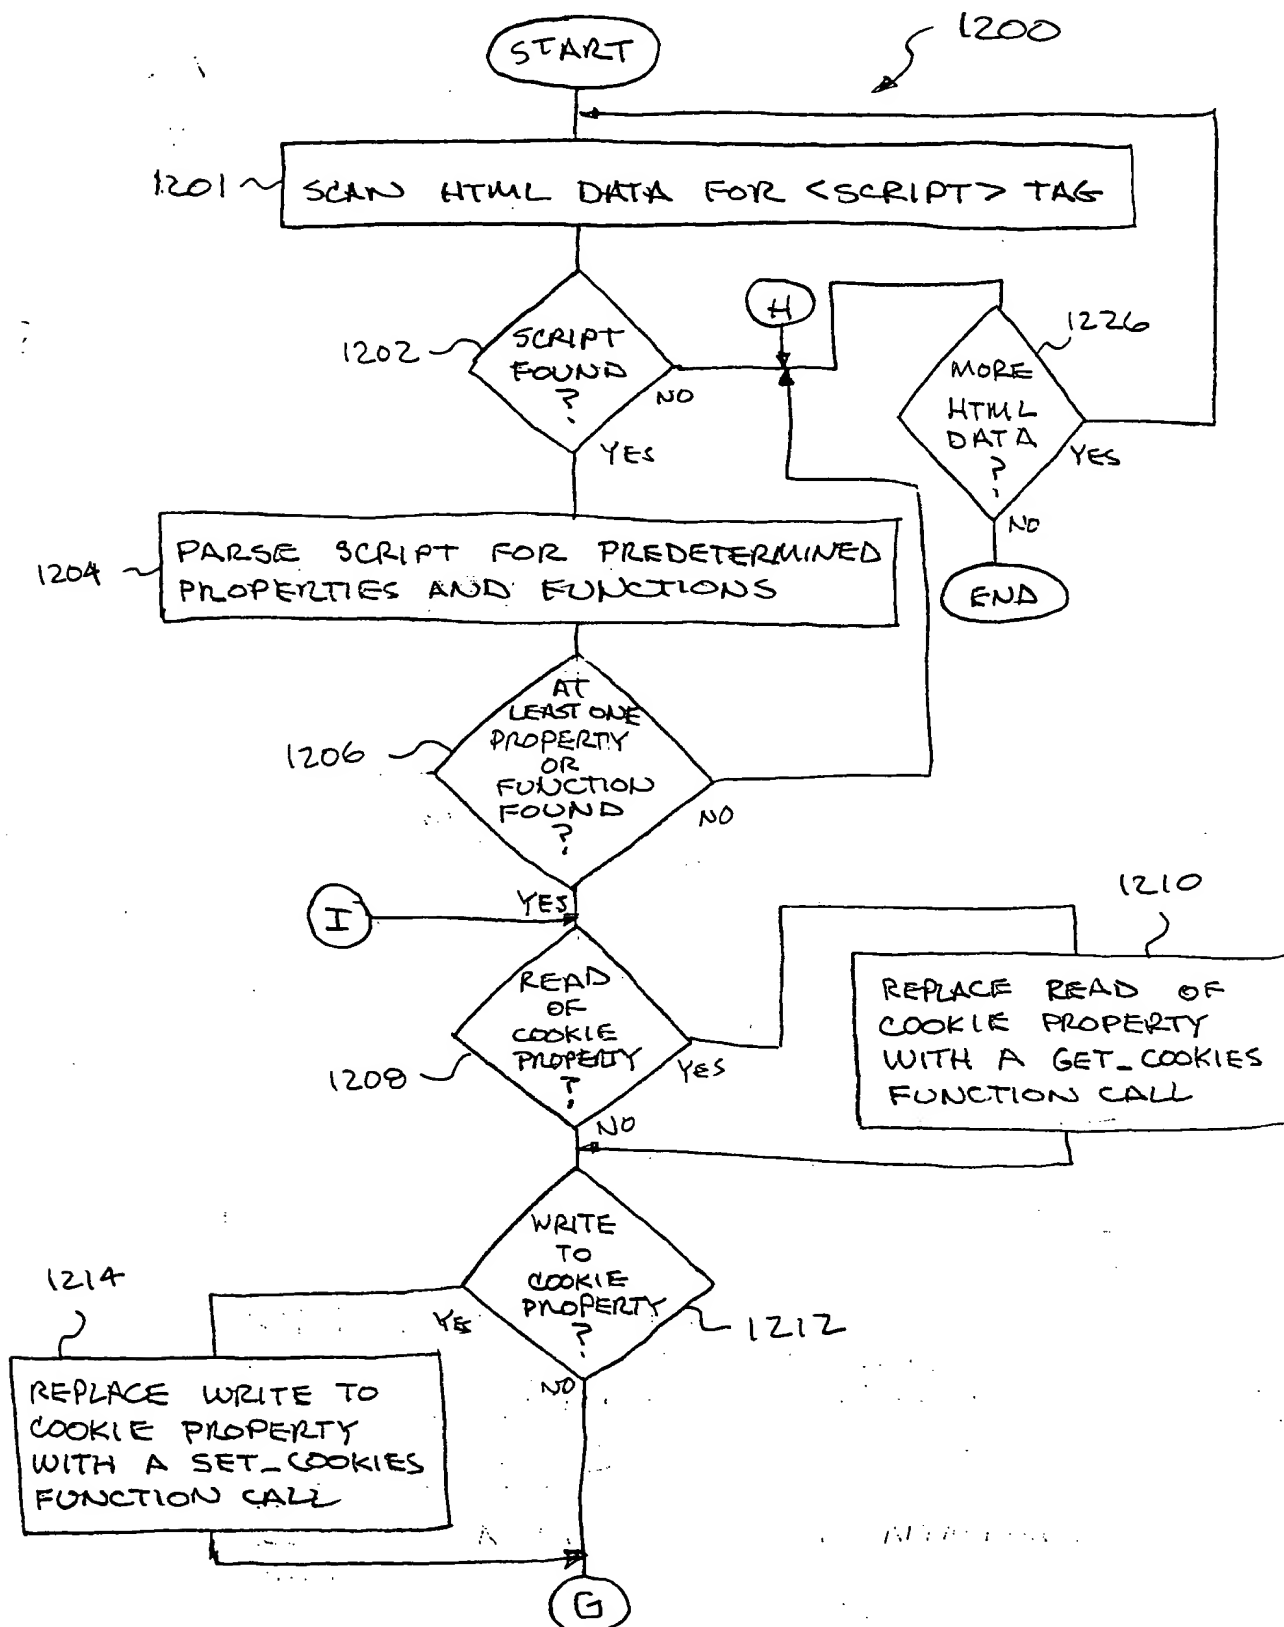 START
1200
1201
SCAN HTML DATA FOR <SCRIPT> TAG
H
1226
1202
SCRIPT
FOUND
?
NO
YES
MORE
HTML
DATA
?
YES
NO
END
1204
PARSE SCRIPT FOR PREDETERMINED
PROPERTIES AND FUNCTIONS
1206
AT
LEAST ONE
PROPERTY
OR
FUNCTION
FOUND
?
NO
YES
I
1210
READ
OF
COOKIE
PROPERTY
?
1208
YES
NO
REPLACE READ OF
COOKIE PROPERTY
WITH A GET_COOKIES
FUNCTION CALL
WRITE
TO
COOKIE
PROPERTY
?
1212
YES
NO
1214
REPLACE WRITE TO
COOKIE PROPERTY
WITH A SET_COOKIES
FUNCTION CALL
G